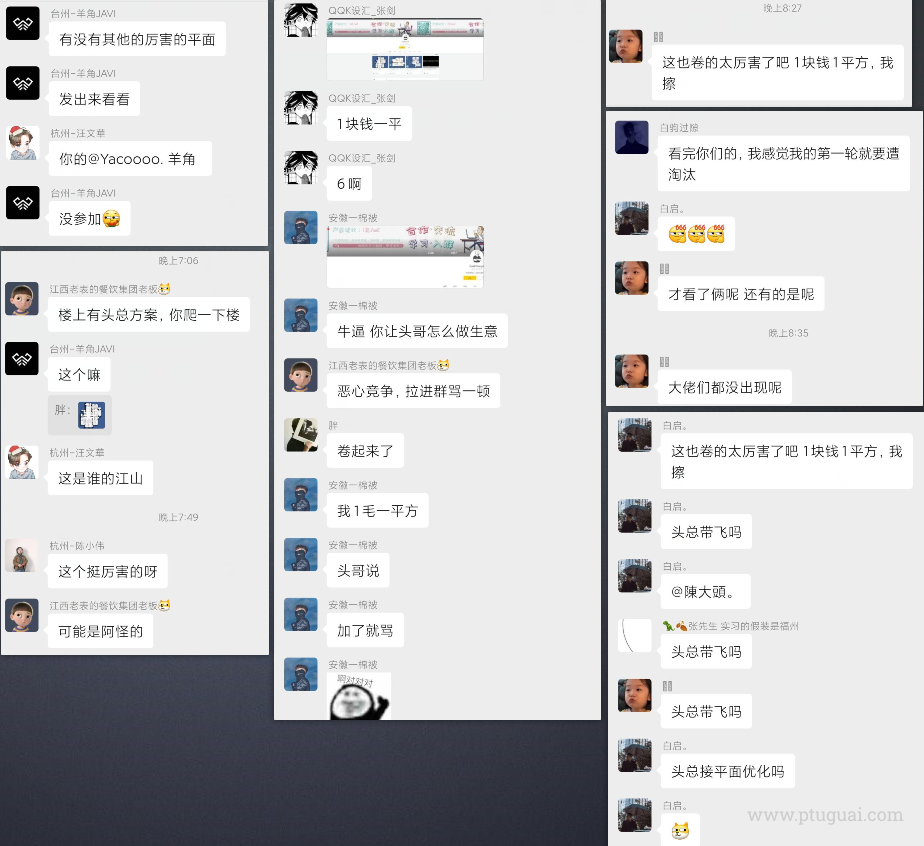 台州-羊角JAVI
有没有其他的厉害的平面
台州-羊角JAVI
发出来看看
杭州-汪文華
你的@Yacoooo. 羊角
台州-羊角JAVI
没参加
晚上7:06
江西老表的餐饮集团老板
楼上有头总方案，你爬一下楼
台州-羊角JAVI
这个嘛
胖：
杭州-汪文華
这是谁的江山
晚上7:49
杭州-陈小伟
这个挺厉害的呀
江西老表的餐饮集团老板
可能是阿怪的
QQK设汇_张剑
QQK设汇_张剑
1块钱一平
QQK设汇_张剑
6啊
安徽一棉被
合作·交流
学习·入驻
安徽一棉被
牛逼 你让头哥怎么做生意
江西老表的餐饮集团老板
恶心竞争，拉进群骂一顿
胖
卷起来了
安徽一棉被
我1毛一平方
安徽一棉被
头哥说
安徽一棉被
加了就骂
安徽一棉被
啊对对对
晚上8:27
这也卷的太厉害了吧 1块钱1平方，我
擦
白驹过隙
看完你们的，我感觉我的第一轮就要遭
淘汰
白启。
才看了俩呢 还有的是呢
晚上8:35
大佬们都没出现呢
白启。
这也卷的太厉害了吧 1块钱1平方，我
擦
白启。
头总带飞吗
白启。
@陳大頭。
张先生 实习的假装是福州
头总带飞吗
头总带飞吗
白启。
头总接平面优化吗
白启。
www.ptuguai.com